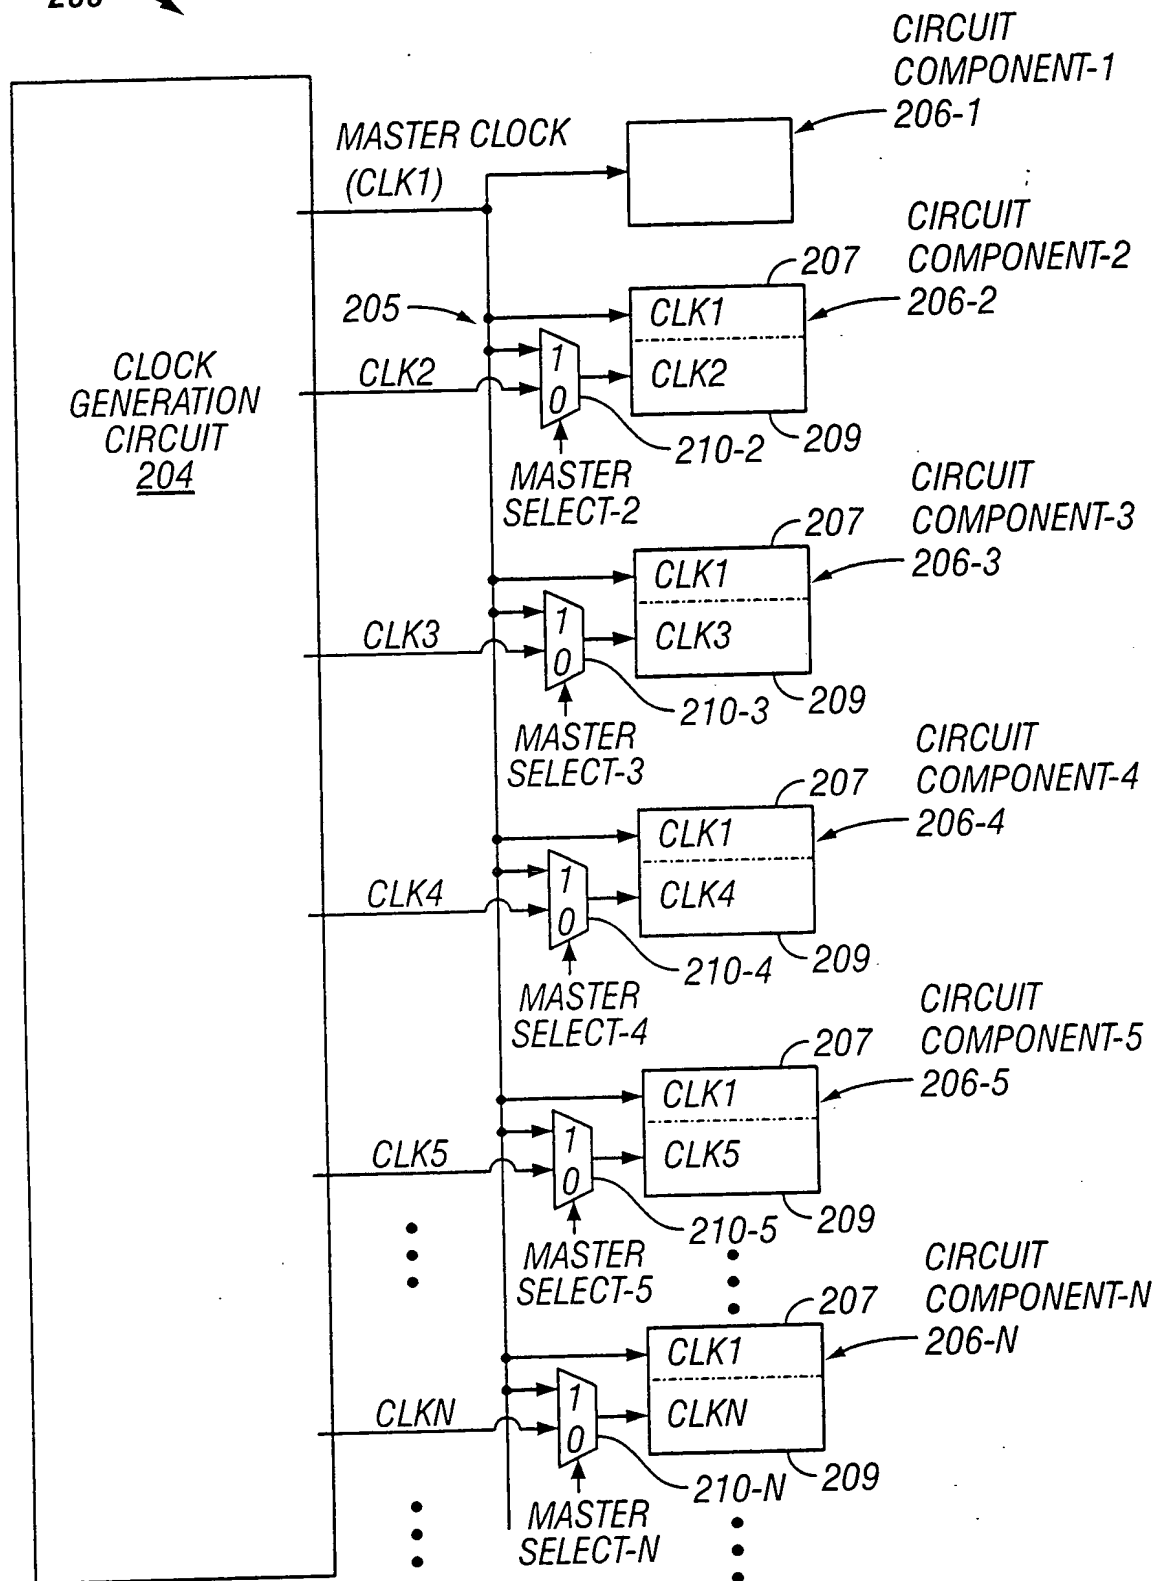 CIRCUIT
COMPONENT-1
206-1
MASTER CLOCK
(CLK1)
CIRCUIT
COMPONENT-2
206-2
207
205
CLK1
CLOCK
GENERATION
CIRCUIT
204
CLK2
1
0
CLK2
210-2
209
MASTER
SELECT-2
CIRCUIT
COMPONENT-3
206-3
207
CLK1
CLK3
1
0
CLK3
210-3
209
MASTER
SELECT-3
CIRCUIT
COMPONENT-4
206-4
207
CLK1
CLK4
1
0
CLK4
210-4
209
MASTER
SELECT-4
CIRCUIT
COMPONENT-5
206-5
207
CLK1
CLK5
1
0
CLK5
210-5
209
MASTER
SELECT-5
CIRCUIT
COMPONENT-N
206-N
207
CLK1
CLKN
1
0
CLKN
210-N
209
MASTER
SELECT-N